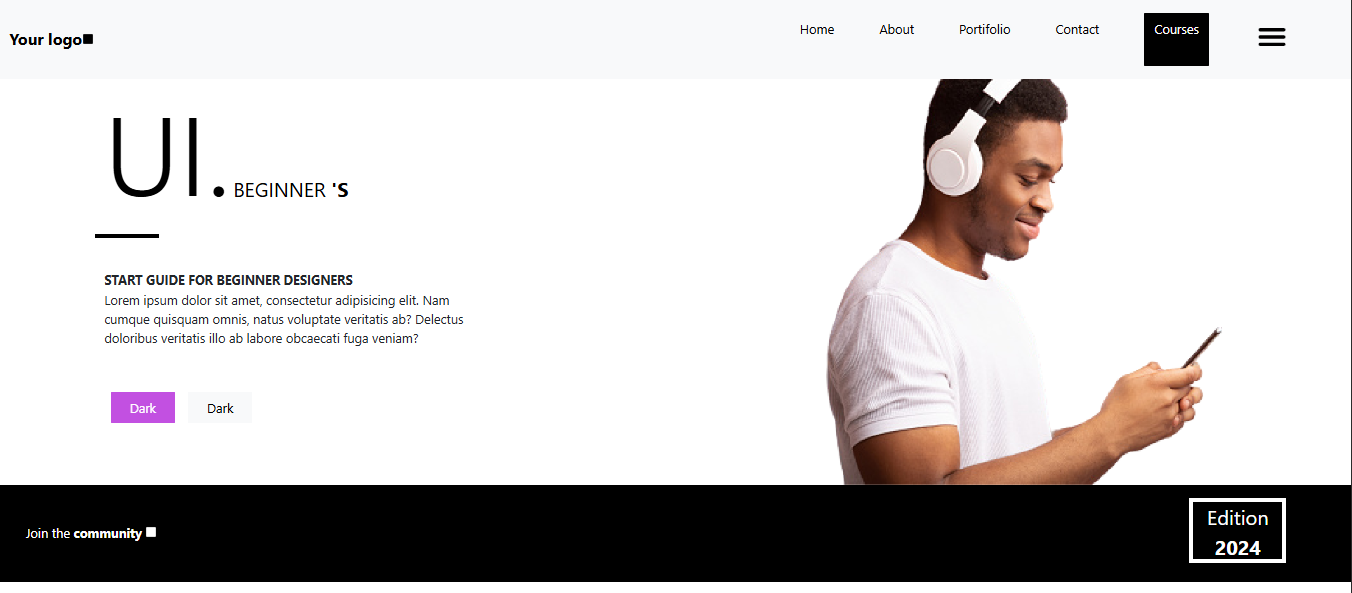 Your logo
Home About Portifolio Contact Courses
UI. BEGINNER 'S
START GUIDE FOR BEGINNER DESIGNERS
Lorem ipsum dolor sit amet, consectetur adipisicing elit. Nam
cumque quisquam omnis, natus voluptate veritatis ab? Delectus
doloribus veritatis illo ab labore obcaecati fuga veniam?
Dark Dark
Join the community
Edition
2024